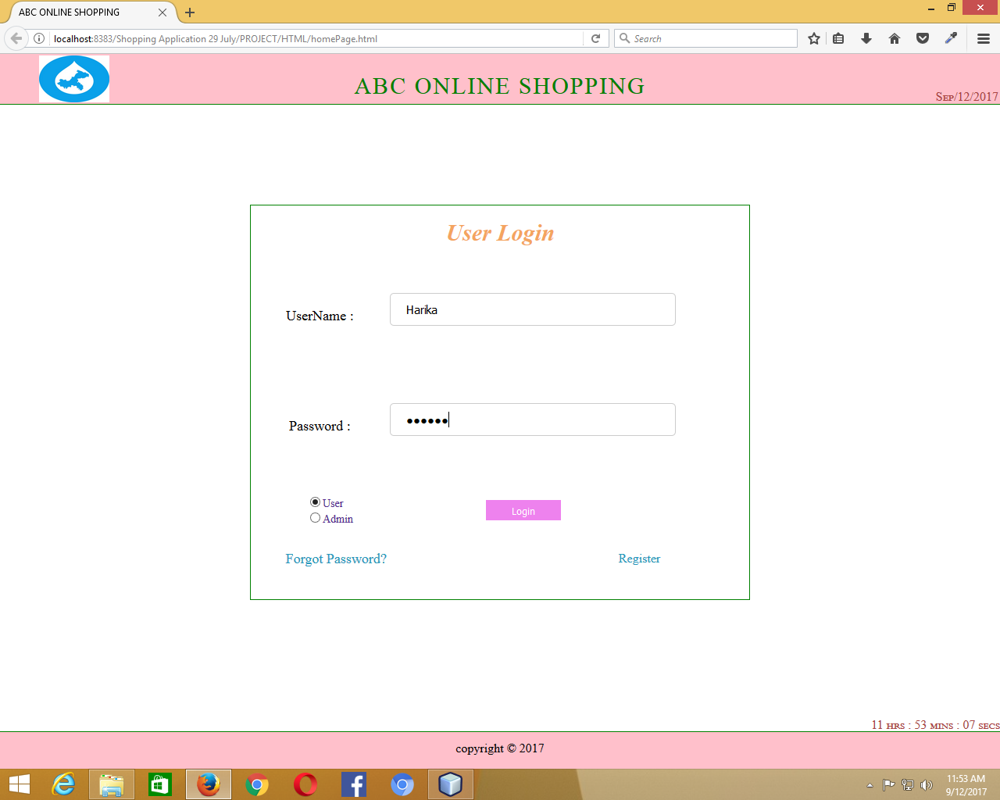 ABC ONLINE SHOPPING
localhost:8383/Shopping Application 29 July/PROJECT/HTML/homePage.html
Search
ABC ONLINE SHOPPING
Sep/12/2017
User Login
UserName :
Harika
Password :
User
Admin
Login
Forgot Password?
Register
11 hrs : 53 mins : 07 secs
copyright © 2017
11:53 AM
9/12/2017